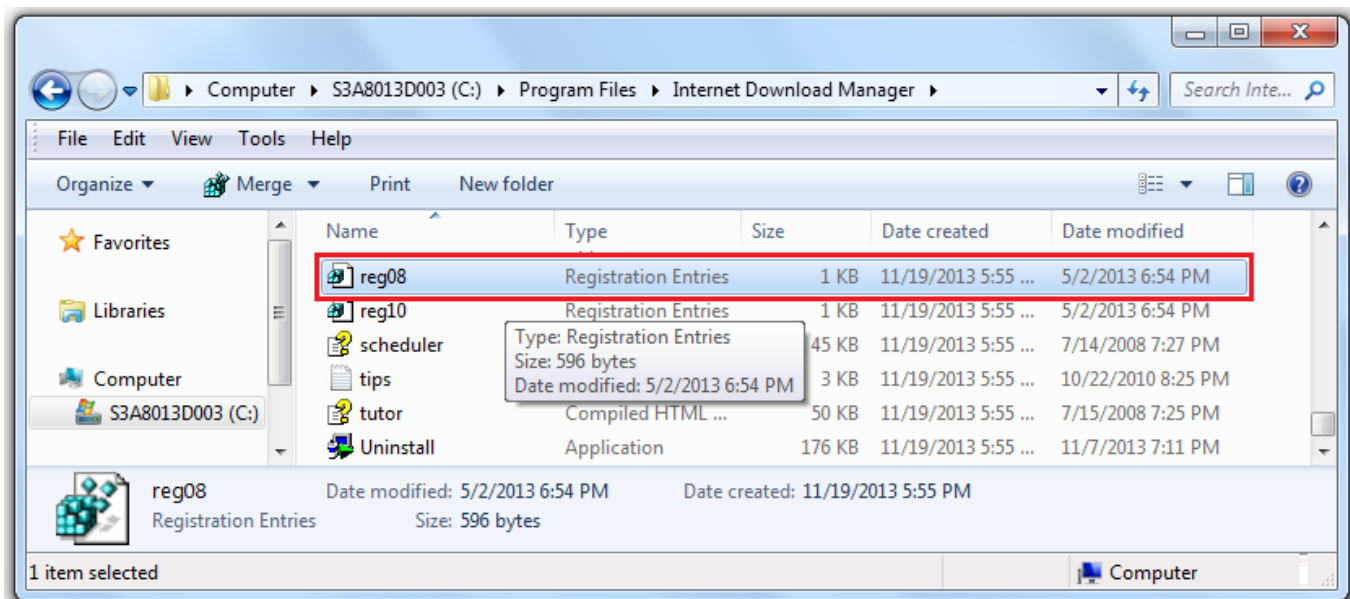 Computer S3A8013D003 (C:) Program Files Internet Download Manager Search Inte...
File Edit View Tools Help
Organize Merge Print New folder
Favorites
Libraries
Computer
S3A8013D003 (C:)
Name Type Size Date created Date modified
reg08 Registration Entries 1 KB 11/19/2013 5:55 ... 5/2/2013 6:54 PM
reg10 Registration Entries 1 KB 11/19/2013 5:55 ... 5/2/2013 6:54 PM
scheduler 45 KB 11/19/2013 5:55 ... 7/14/2008 7:27 PM
tips 3 KB 11/19/2013 5:55 ... 10/22/2010 8:25 PM
tutor Compiled HTML ... 50 KB 11/19/2013 5:55 ... 7/15/2008 7:25 PM
Uninstall Application 176 KB 11/19/2013 5:55 ... 11/7/2013 7:11 PM
Type: Registration Entries
Size: 596 bytes
Date modified: 5/2/2013 6:54 PM
reg08 Date modified: 5/2/2013 6:54 PM Date created: 11/19/2013 5:55 PM
Registration Entries Size: 596 bytes
1 item selected Computer